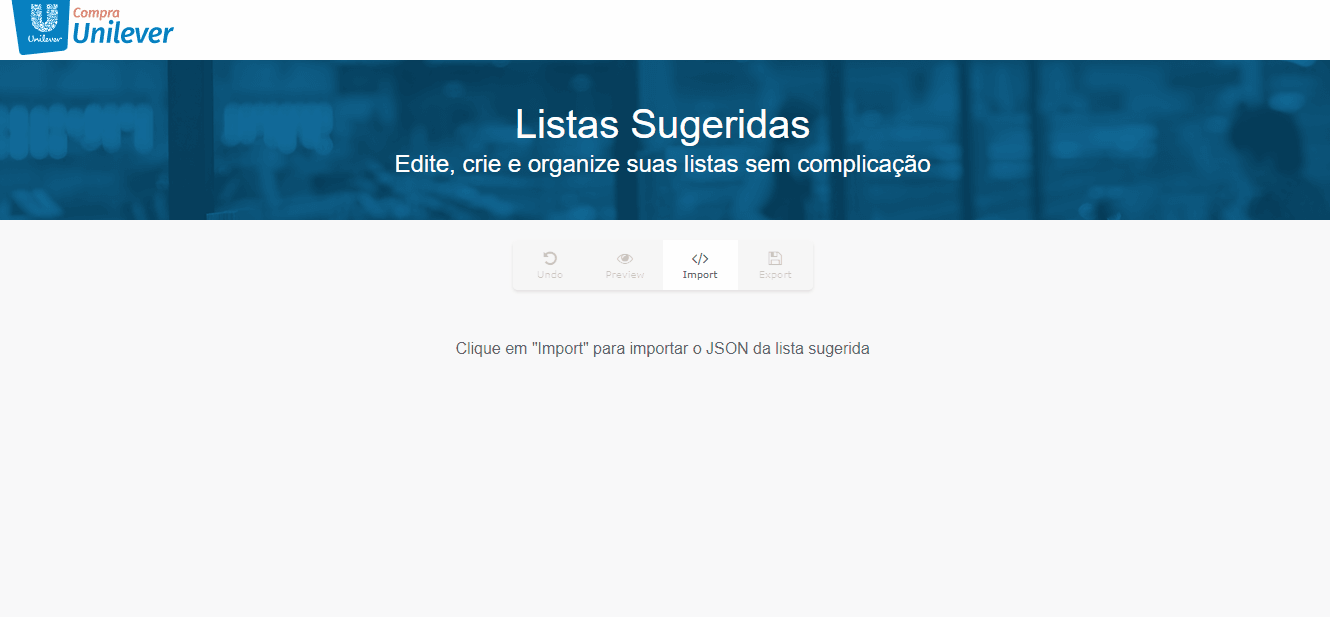 Compra
Unilever
Unilever
Listas Sugeridas
Edite, crie e organize suas listas sem complicação
Undo Preview Import Export
Clique em "Import" para importar o JSON da lista sugerida